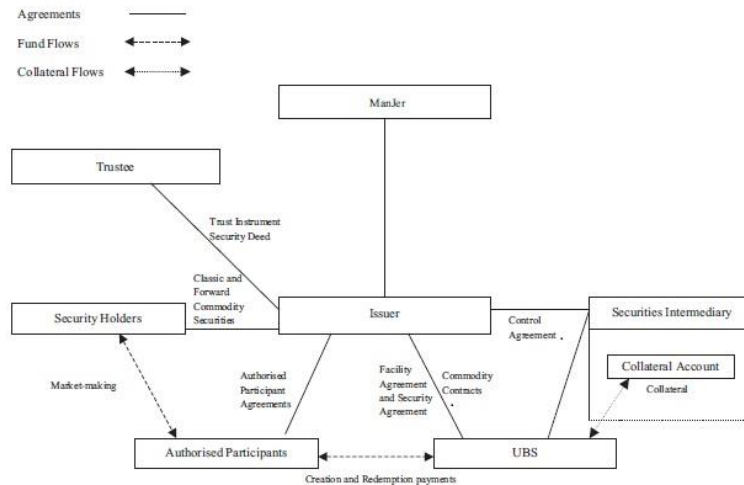 Agreements
Fund Flows
Collateral Flows
ManJer
Trustee
Trust Instrument
Security Deed
Classic and
Forward
Commodity
Securities
Security Holders
Issuer
Securities Intermediary
Control
Agreement
Collateral Account
Collateral
Market-making
Authorised
Participant
Agreements
Facility
Agreement
and Security
Agreement
Commodity
Contracts
Authorised Participants
UBS
Creation and Redemption payments